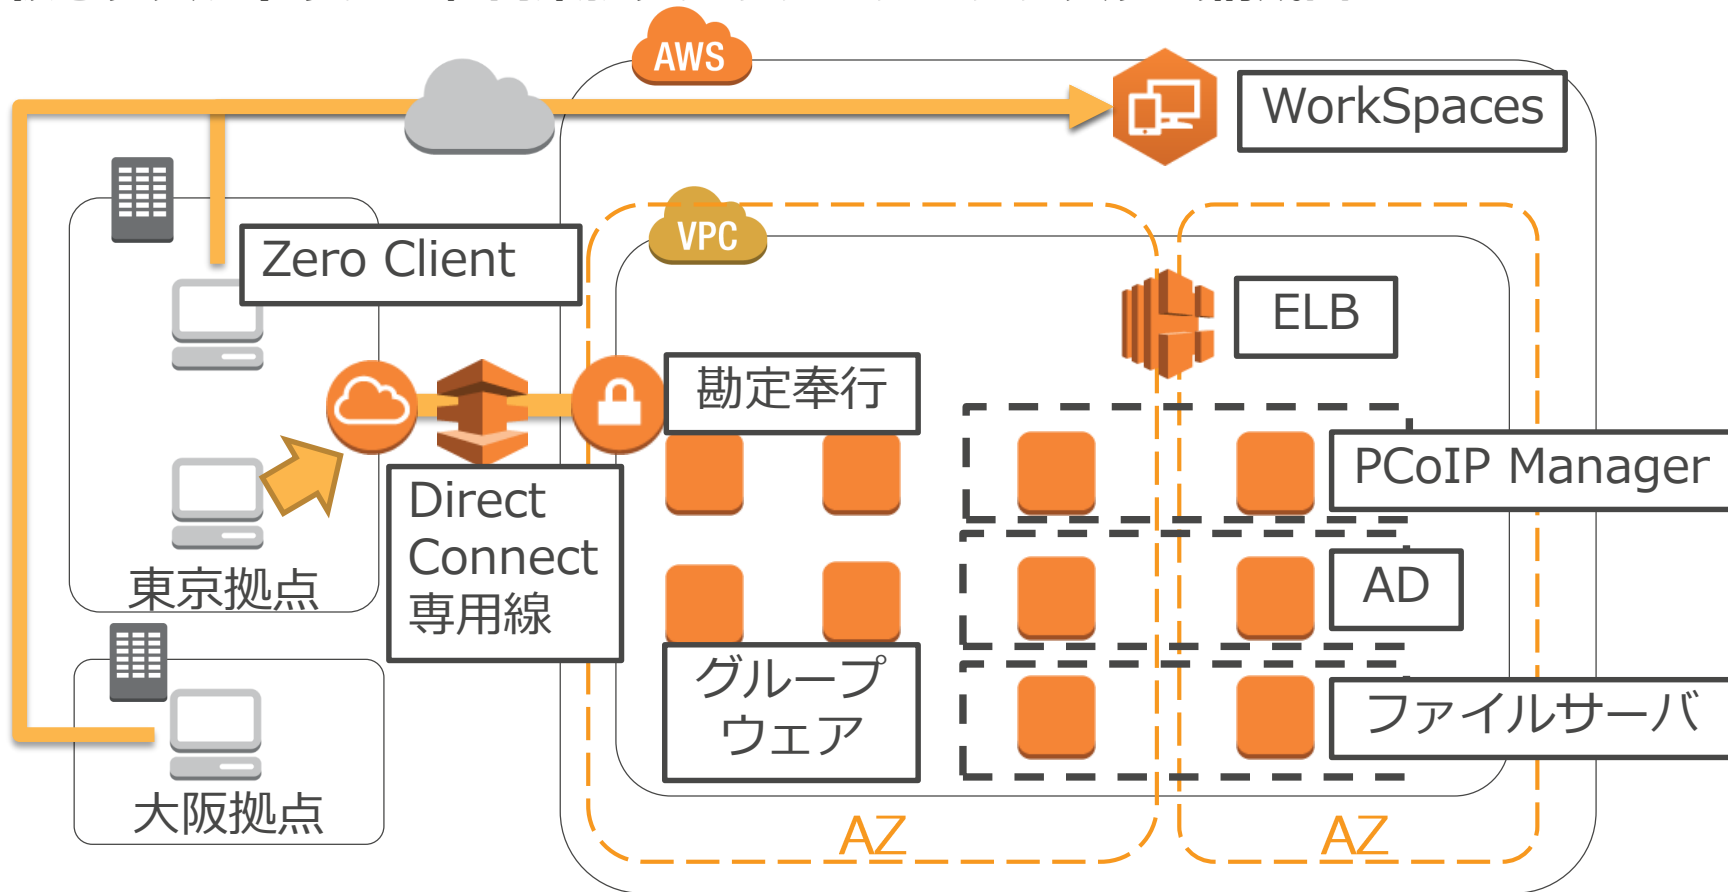 AWS
WorkSpaces
VPC
Zero Client
ELB
勘定奉行
PCoIP Manager
Direct
Connect
専用線
AD
東京拠点
グループ
ウェア
ファイルサーバ
大阪拠点
AZ
AZ